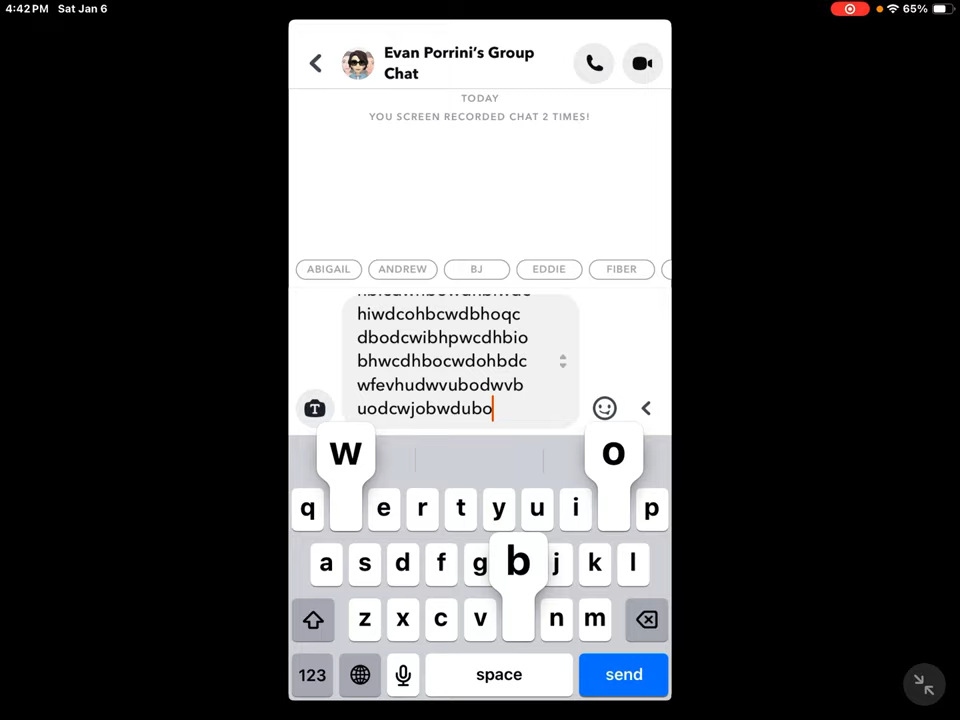 4:42 PM Sat Jan 6
65%
Evan Porrini's Group
Chat
TODAY
YOU SCREEN RECORDED CHAT 2 TIMES!
ABIGAIL ANDREW BJ EDDIE FIBER
hiwdcohbcwdbhoqc
dbodcwibhpwcdhbio
bhwcdhbocwdohbdc
wfevhudwvubodwvb
uodcwjobwdubo
w o
q e r t y u i p
a s d f g b j k l
z x c v n m
123 space send